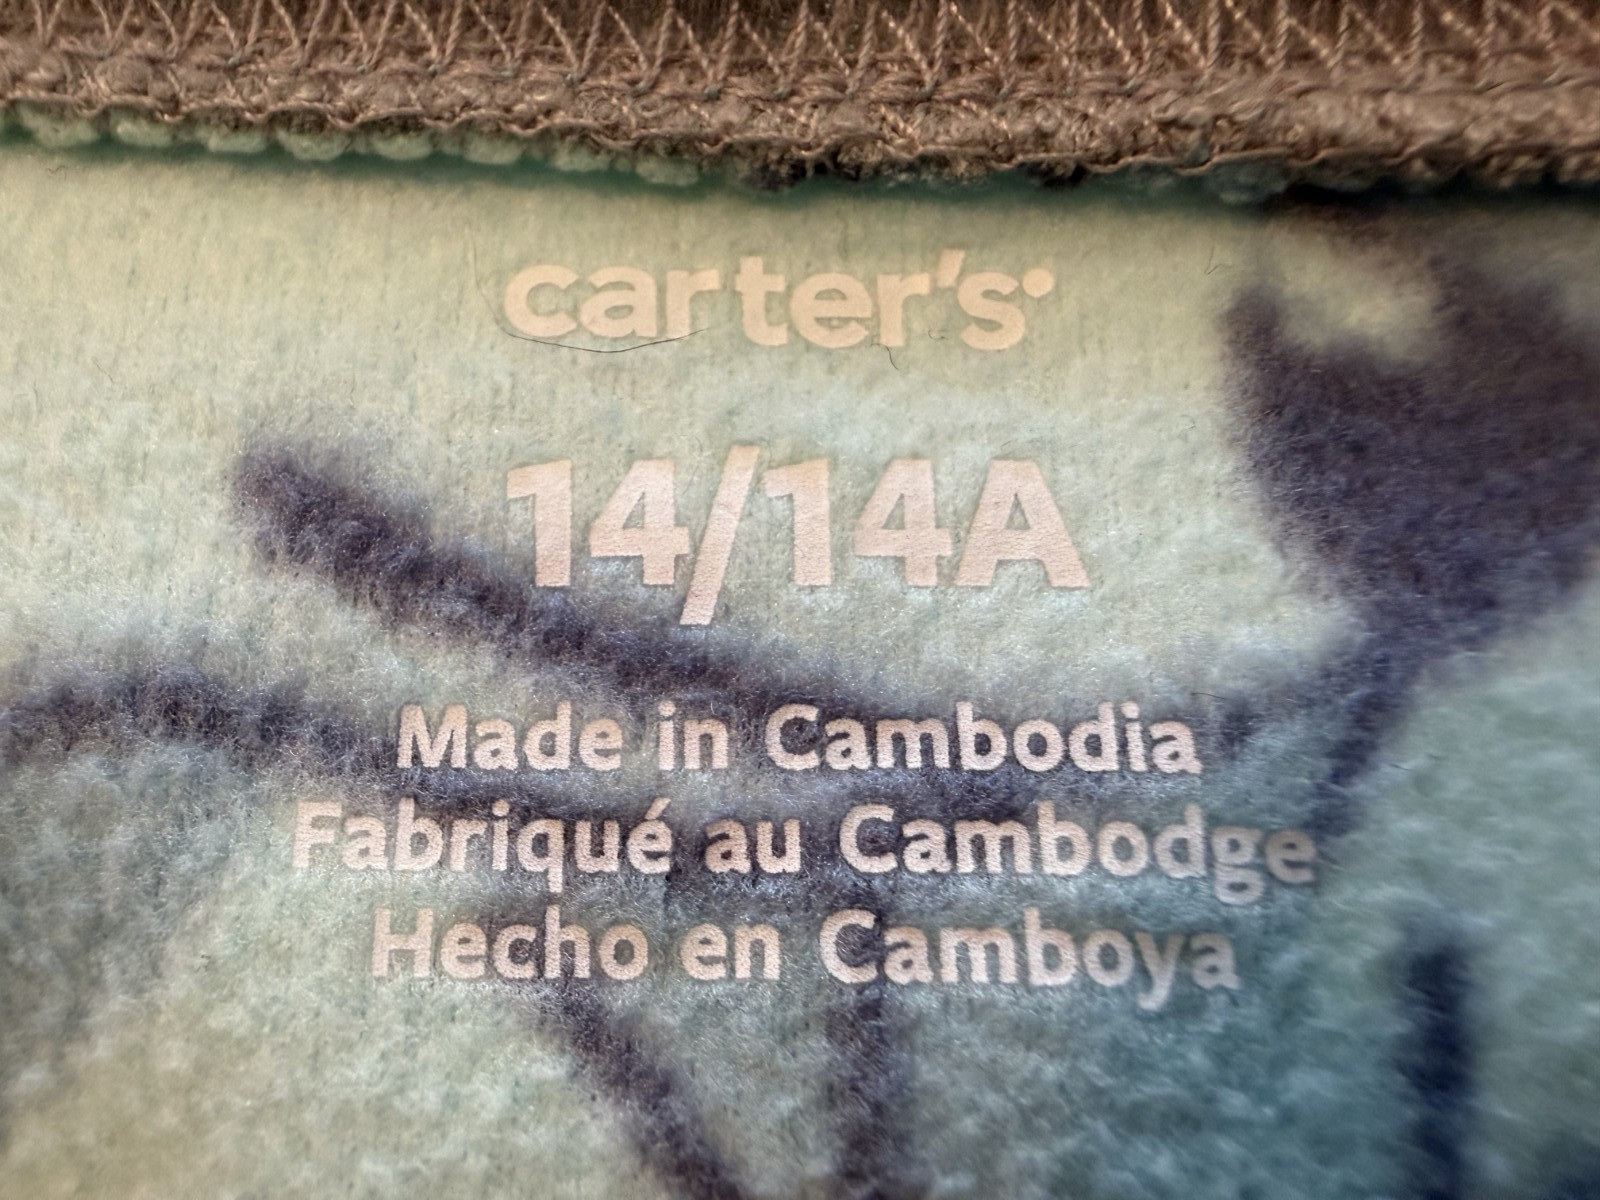 carter's
14/14A
Made in Cambodia
Fabriqué au Cambodge
Hecho en Camboya